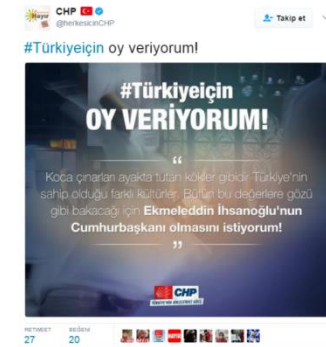 Hayır
CHP
@herkesicinCHP
Takip et
#Türkiyeiçin oy veriyorum!
#Türkiyeiçin
OY VERİYORUM!
“
Koca çınarları ayakta tutan kökler gibidir Türkiye'nin
sahip olduğu farklı kültürler. Bütün bu değerlere gözü
gibi bakacağı için Ekmeleddin İhsanoğlu'nun
Cumhurbaşkanı olmasını istiyorum!
”
CHP
RETWEET BEĞENİ
27 20